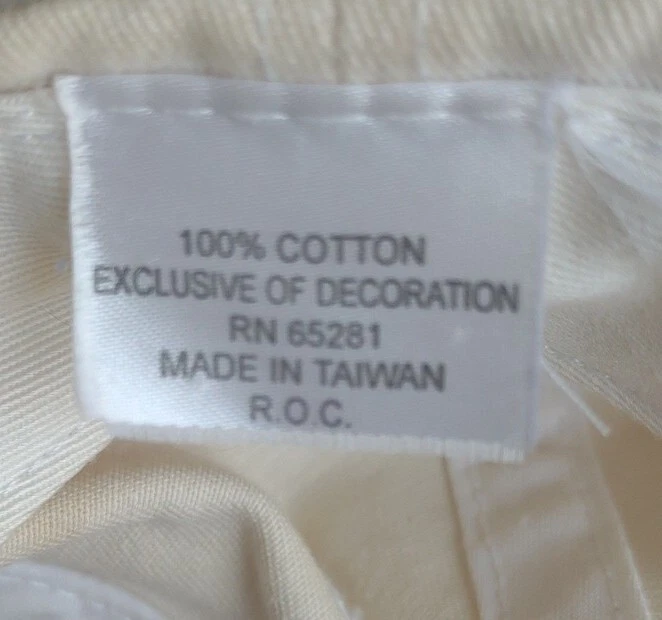 100% COTTON
EXCLUSIVE OF DECORATION
RN 65281
MADE IN TAIWAN
R.O.C.